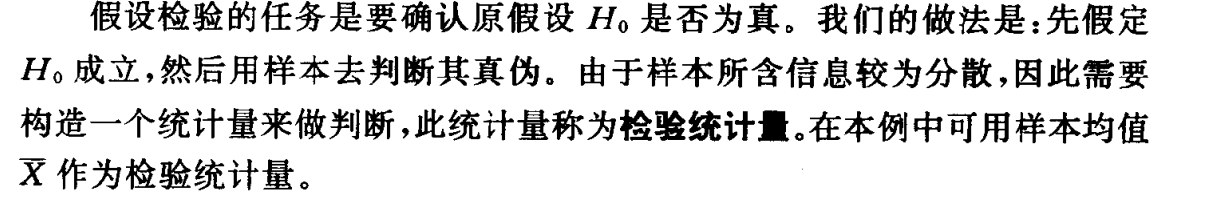 假设检验的任务是要确认原假设 H₀ 是否为真。我们的做法是:先假定
H₀ 成立,然后用样本去判断其真伪。由于样本所含信息较为分散,因此需要
构造一个统计量来做判断,此统计量称为检验统计量。在本例中可用样本均值
X̅ 作为检验统计量。